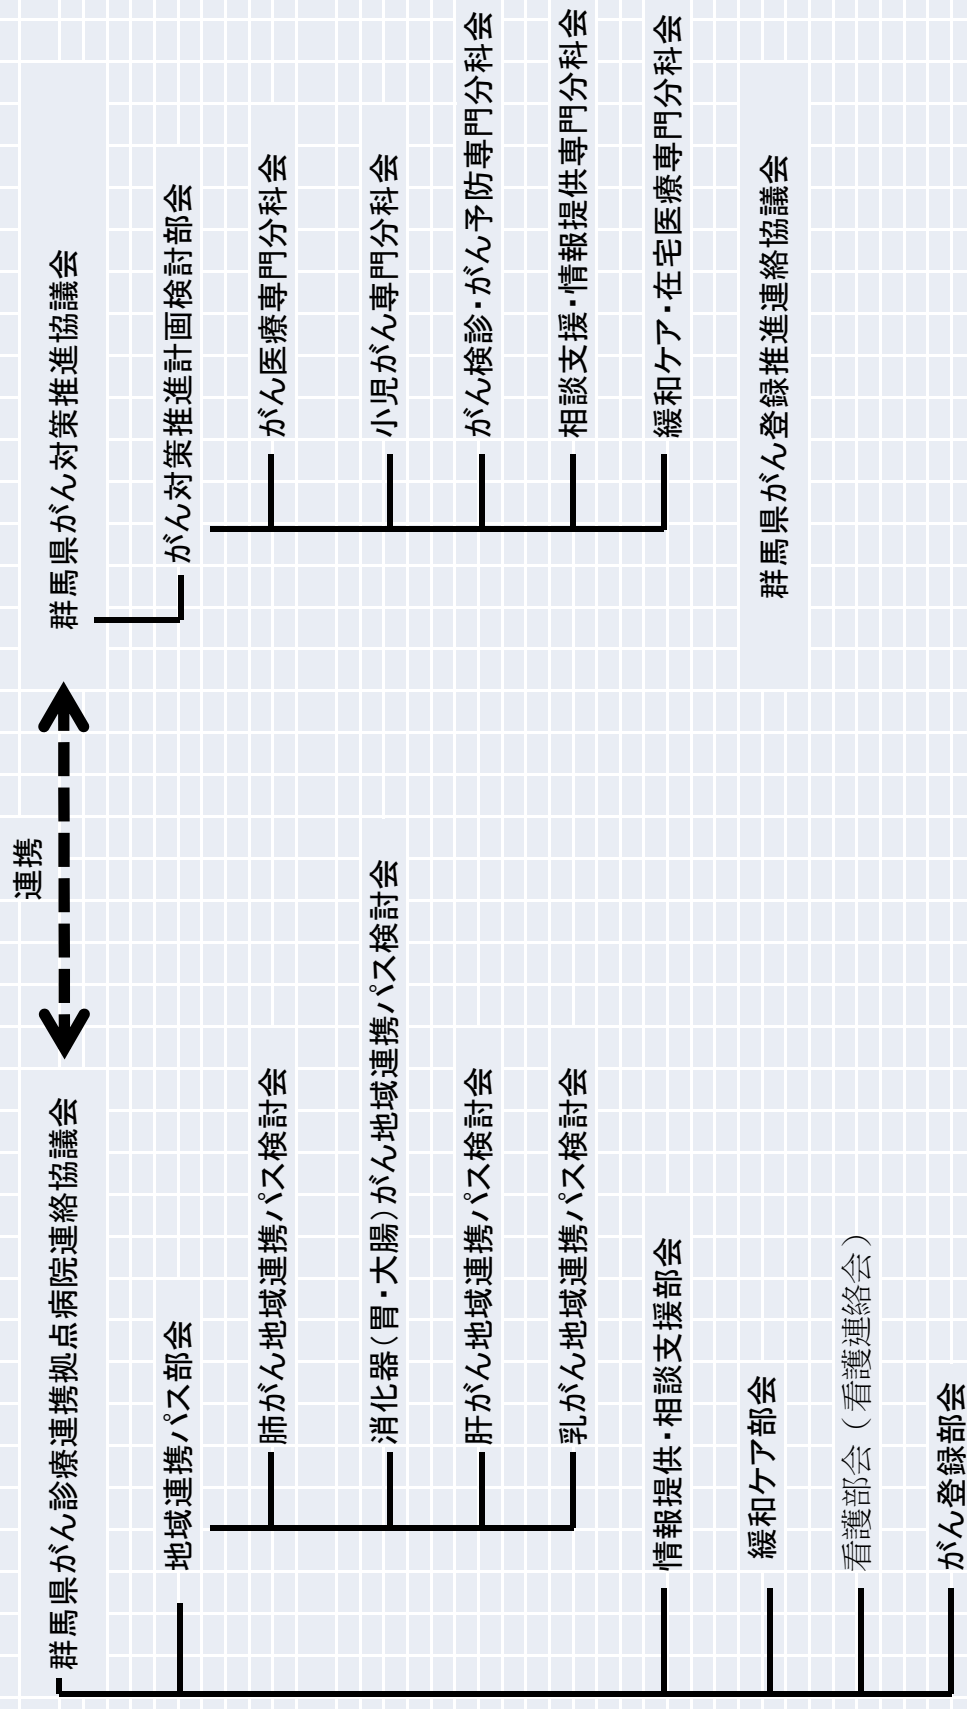 連携
群馬県がん診療連携拠点病院連絡協議会
地域連携パス部会
肺がん地域連携パス検討会
消化器（胃・大腸）がん地域連携パス検討会
肝がん地域連携パス検討会
乳がん地域連携パス検討会
情報提供・相談支援部会
緩和ケア部会
看護部会（看護連絡会）
がん登録部会
群馬県がん対策推進協議会
がん対策推進計画検討部会
がん医療専門分科会
小児がん専門分科会
がん検診・がん予防専門分科会
相談支援・情報提供専門分科会
緩和ケア・在宅医療専門分科会
群馬県がん登録推進連絡協議会